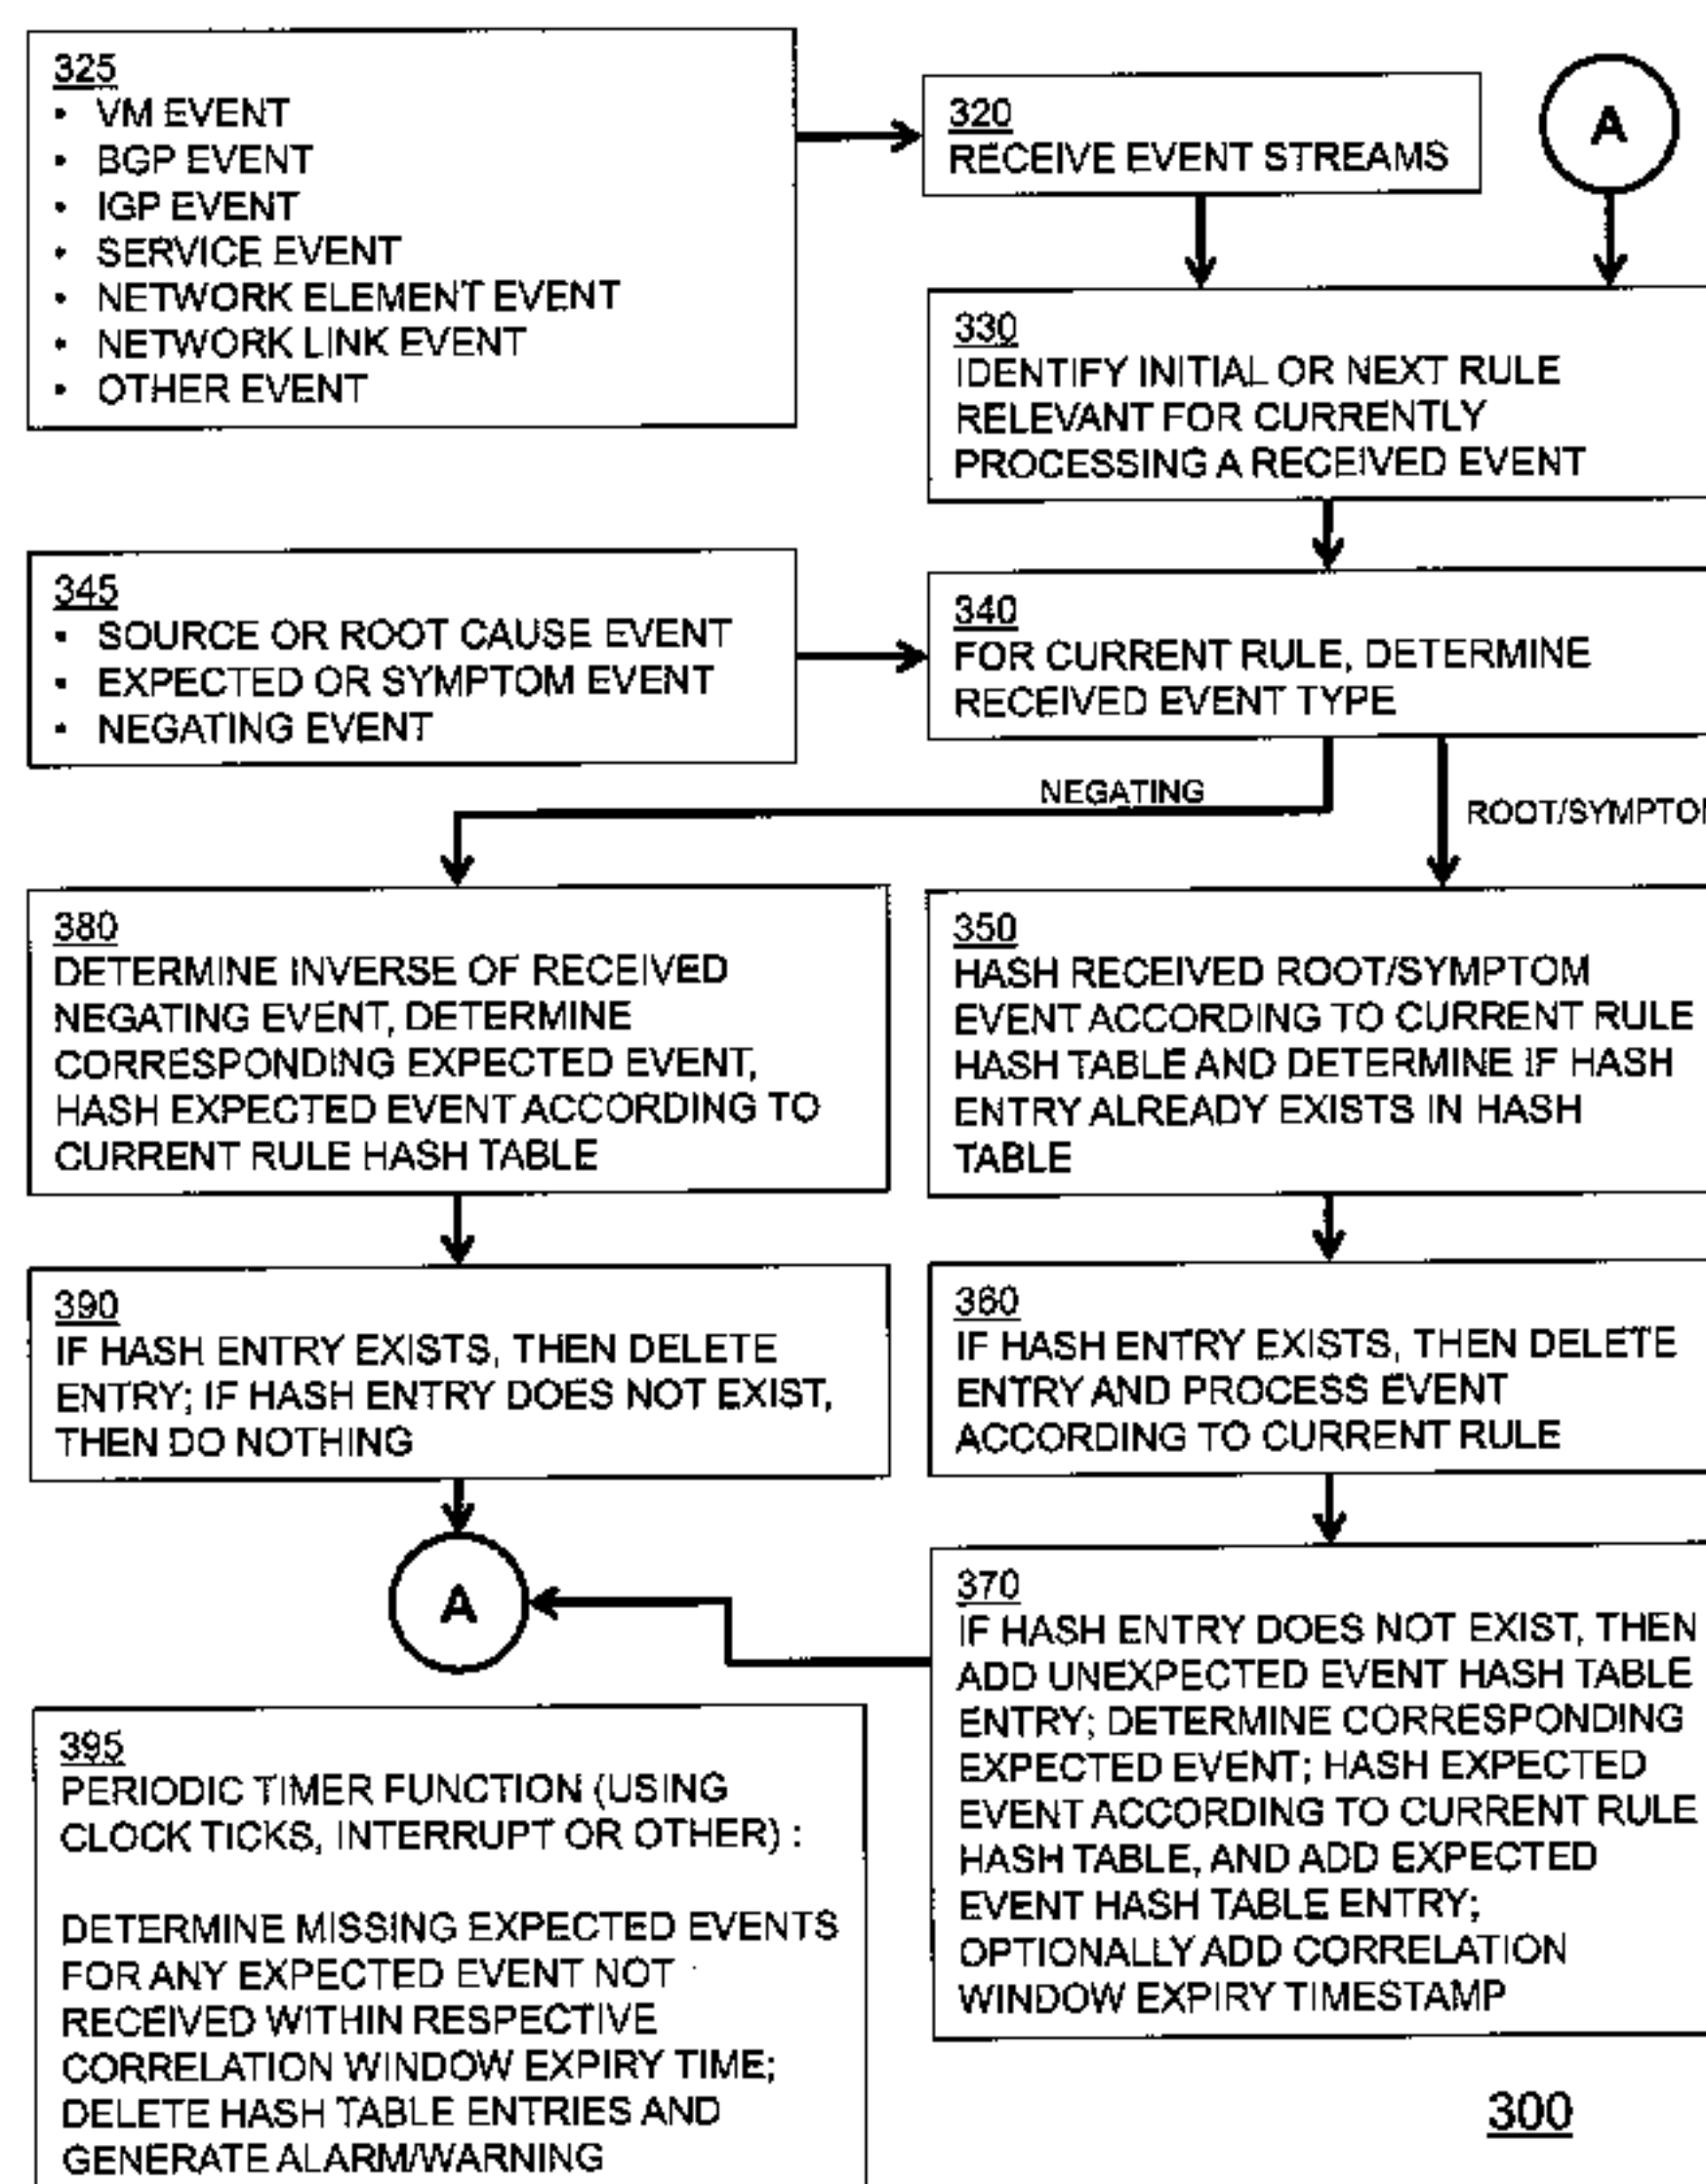 325
• VM EVENT
• BGP EVENT
• IGP EVENT
• SERVICE EVENT
• NETWORK ELEMENT EVENT
• NETWORK LINK EVENT
• OTHER EVENT
320
RECEIVE EVENT STREAMS
A
330
IDENTIFY INITIAL OR NEXT RULE
RELEVANT FOR CURRENTLY
PROCESSING A RECEIVED EVENT
345
• SOURCE OR ROOT CAUSE EVENT
• EXPECTED OR SYMPTOM EVENT
• NEGATING EVENT
340
FOR CURRENT RULE, DETERMINE
RECEIVED EVENT TYPE
NEGATING
ROOT/SYMPTOM
380
DETERMINE INVERSE OF RECEIVED
NEGATING EVENT, DETERMINE
CORRESPONDING EXPECTED EVENT,
HASH EXPECTED EVENT ACCORDING TO
CURRENT RULE HASH TABLE
350
HASH RECEIVED ROOT/SYMPTOM
EVENT ACCORDING TO CURRENT RULE
HASH TABLE AND DETERMINE IF HASH
ENTRY ALREADY EXISTS IN HASH
TABLE
390
IF HASH ENTRY EXISTS, THEN DELETE
ENTRY; IF HASH ENTRY DOES NOT EXIST,
THEN DO NOTHING
360
IF HASH ENTRY EXISTS, THEN DELETE
ENTRY AND PROCESS EVENT
ACCORDING TO CURRENT RULE
A
370
IF HASH ENTRY DOES NOT EXIST, THEN
ADD UNEXPECTED EVENT HASH TABLE
ENTRY; DETERMINE CORRESPONDING
EXPECTED EVENT; HASH EXPECTED
EVENT ACCORDING TO CURRENT RULE
HASH TABLE, AND ADD EXPECTED
EVENT HASH TABLE ENTRY;
OPTIONALLY ADD CORRELATION
WINDOW EXPIRY TIMESTAMP
395
PERIODIC TIMER FUNCTION (USING
CLOCK TICKS, INTERRUPT OR OTHER) :
DETERMINE MISSING EXPECTED EVENTS
FOR ANY EXPECTED EVENT NOT
RECEIVED WITHIN RESPECTIVE
CORRELATION WINDOW EXPIRY TIME;
DELETE HASH TABLE ENTRIES AND
GENERATE ALARM/WARNING
300